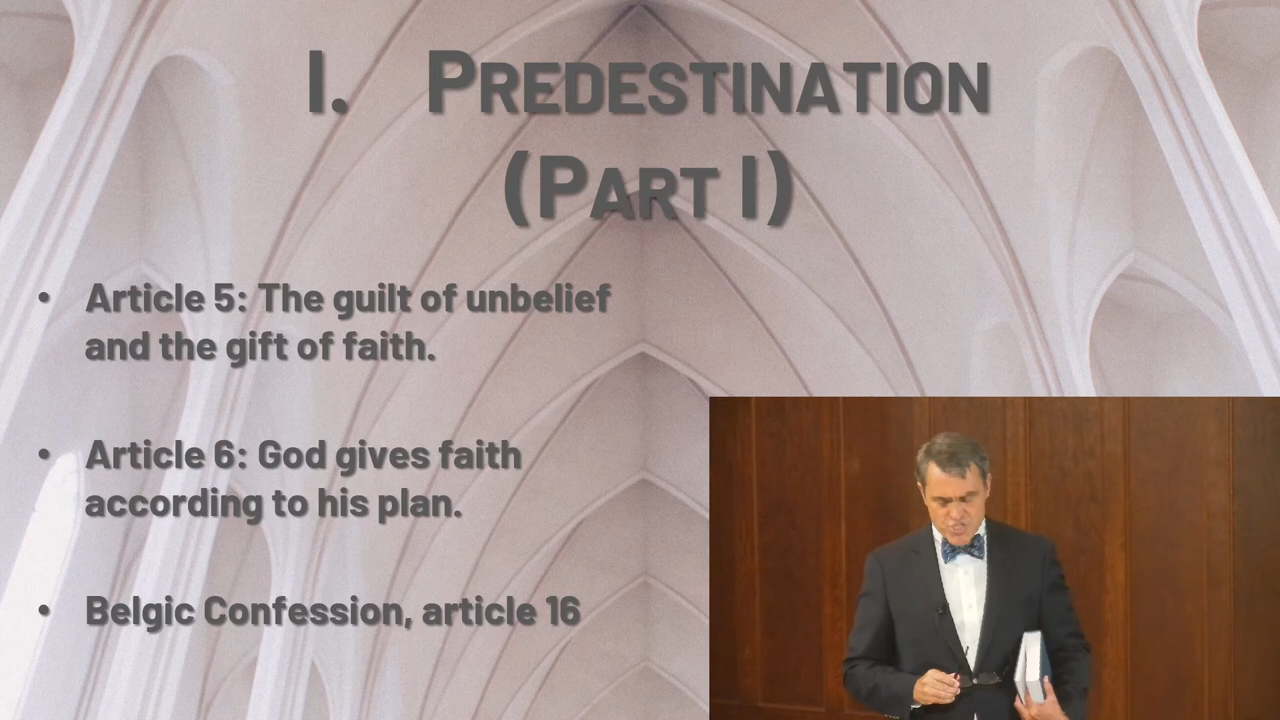 I. Predestination
(Part I)
• Article 5: The guilt of unbelief
and the gift of faith.
• Article 6: God gives faith
according to his plan.
• Belgic Confession, article 16